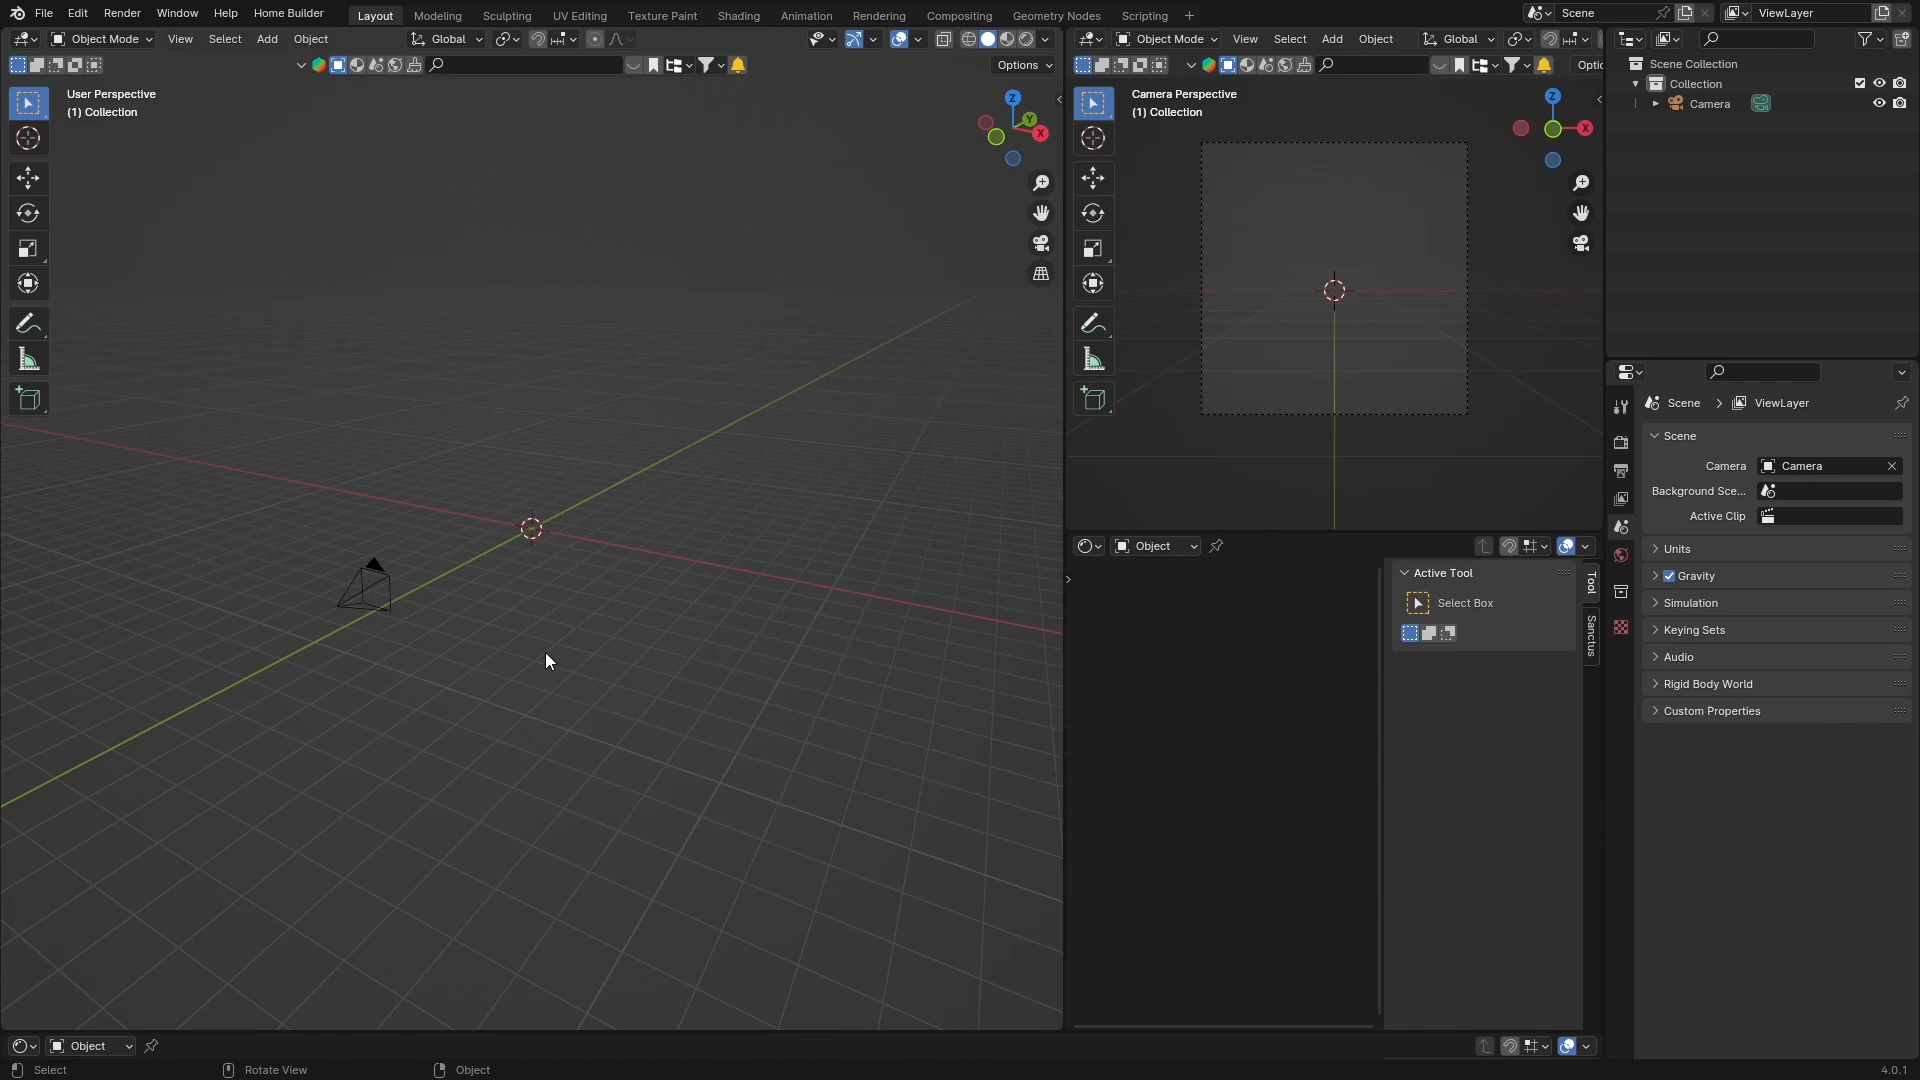 File Edit Render Window Help Home Builder Layout Modeling Sculpting UV Editing Texture Paint Shading Animation Rendering Compositing Geometry Nodes Scripting + Scene ViewLayer
Object Mode View Select Add Object Global
Options
User Perspective
(1) Collection
Z
Y
X
Object Mode View Select Add Object Global
Optic
Camera Perspective
(1) Collection
Z
X
Scene Collection
Collection
Camera
Scene > ViewLayer
Scene
Camera Camera
Background Sce...
Active Clip
Units
Gravity
Simulation
Keying Sets
Audio
Rigid Body World
Custom Properties
Object
Active Tool
Select Box
Tool
Sanctus
Object
Select Rotate View Object 4.0.1